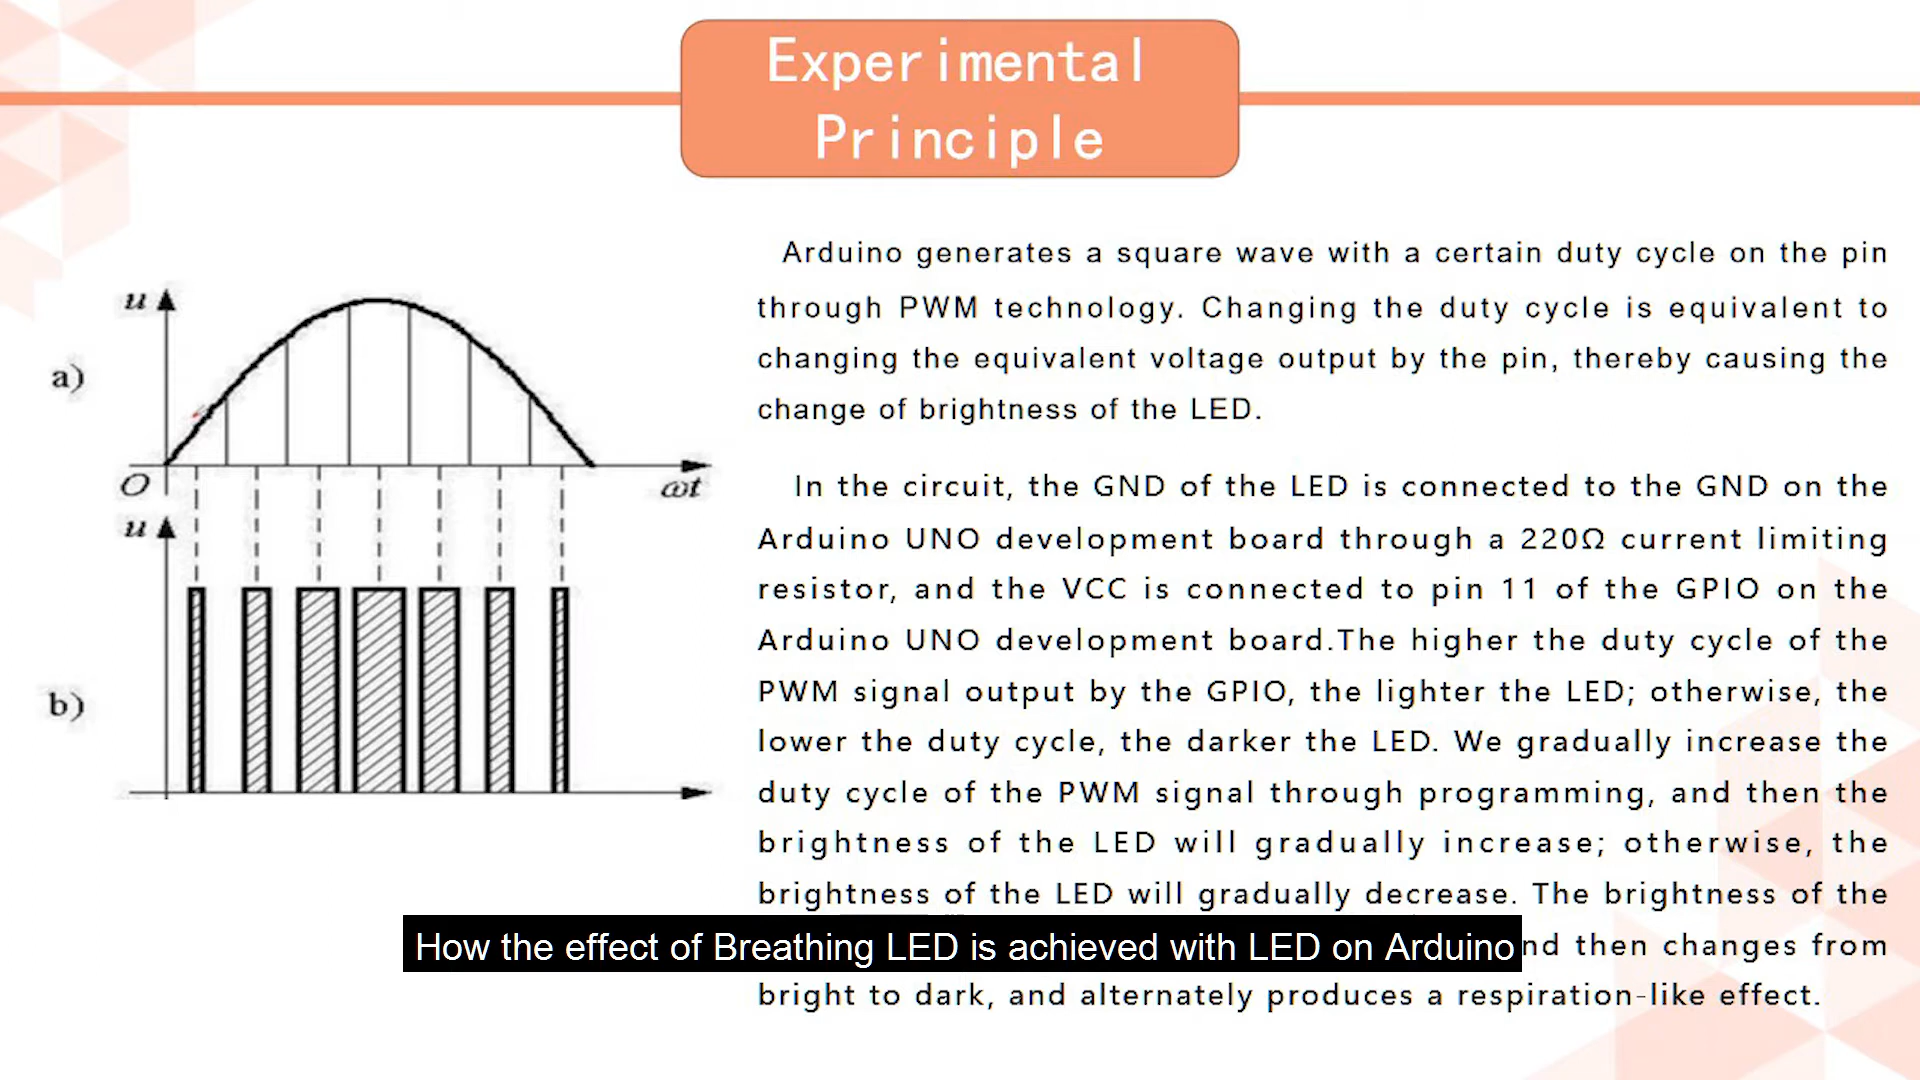 Experimental
Principle
Arduino generates a square wave with a certain duty cycle on the pin
through PWM technology. Changing the duty cycle is equivalent to
changing the equivalent voltage output by the pin, thereby causing the
change of brightness of the LED.
In the circuit, the GND of the LED is connected to the GND on the
Arduino UNO development board through a 220Ω current limiting
resistor, and the VCC is connected to pin 11 of the GPIO on the
Arduino UNO development board.The higher the duty cycle of the
PWM signal output by the GPIO, the lighter the LED; otherwise, the
lower the duty cycle, the darker the LED. We gradually increase the
duty cycle of the PWM signal through programming, and then the
brightness of the LED will gradually increase; otherwise, the
brightness of the LED will gradually decrease. The brightness of the
nd then changes from
bright to dark, and alternately produces a respiration-like effect.
u
a)
O
ωt
u
b)
How the effect of Breathing LED is achieved with LED on Arduino